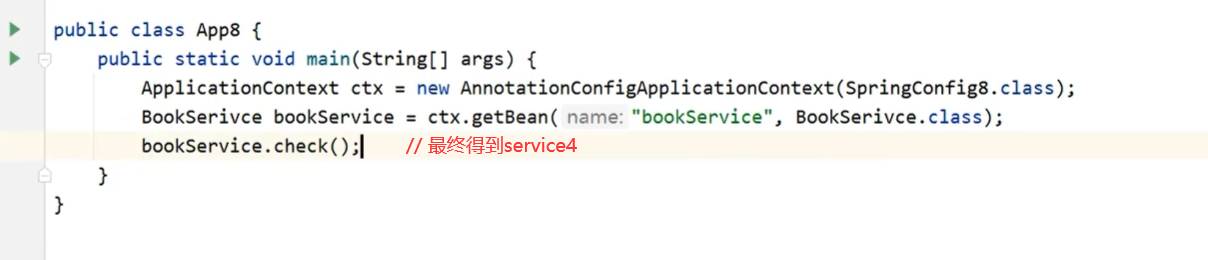 public class App8 {
public static void main(String[] args) {
ApplicationContext ctx = new AnnotationConfigApplicationContext(SpringConfig8.class);
BookSerivce bookService = ctx.getBean( name: "bookService", BookSerivce.class);
bookService.check(); // 最终得到service4
}
}